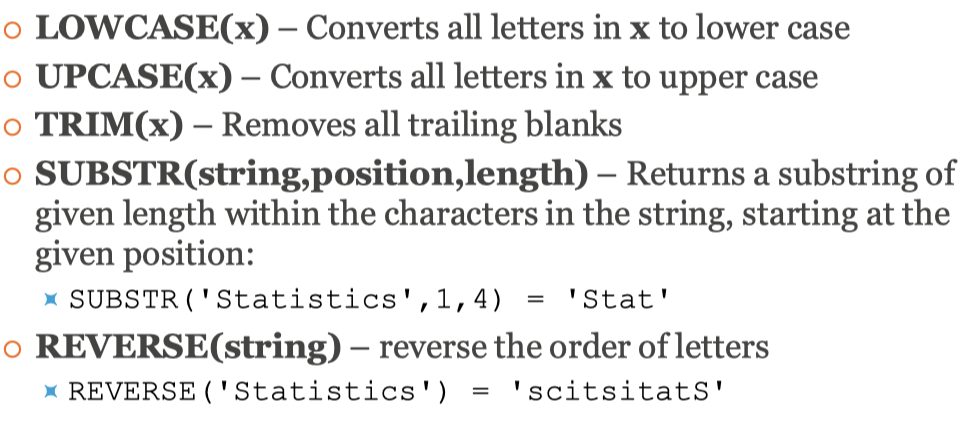 LOWCASE(x) – Converts all letters in x to lower case
UPCASE(x) – Converts all letters in x to upper case
TRIM(x) – Removes all trailing blanks
SUBSTR(string,position,length) – Returns a substring of
given length within the characters in the string, starting at the
given position:
SUBSTR('Statistics',1,4) = 'Stat'
REVERSE(string) – reverse the order of letters
REVERSE('Statistics') = 'scitsitatS'